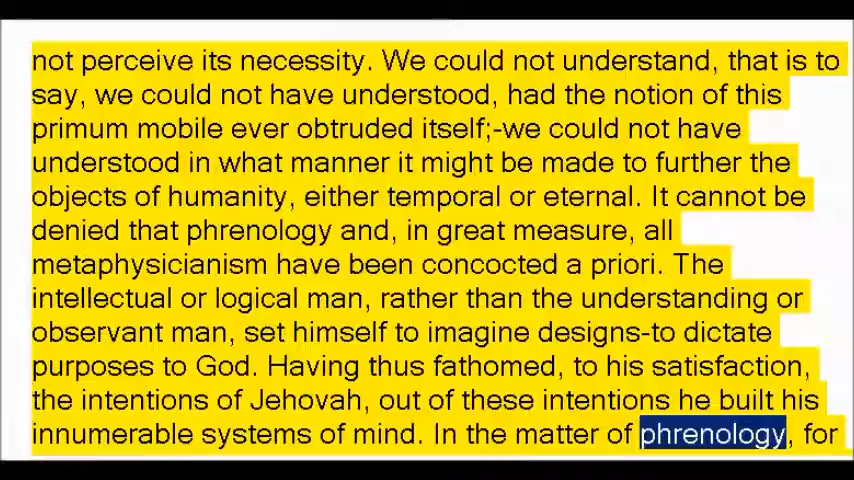 not perceive its necessity. We could not understand, that is to
say, we could not have understood, had the notion of this
primum mobile ever obtruded itself;-we could not have
understood in what manner it might be made to further the
objects of humanity, either temporal or eternal. It cannot be
denied that phrenology and, in great measure, all
metaphysicianism have been concocted a priori. The
intellectual or logical man, rather than the understanding or
observant man, set himself to imagine designs-to dictate
purposes to God. Having thus fathomed, to his satisfaction,
the intentions of Jehovah, out of these intentions he built his
innumerable systems of mind. In the matter of phrenology, for